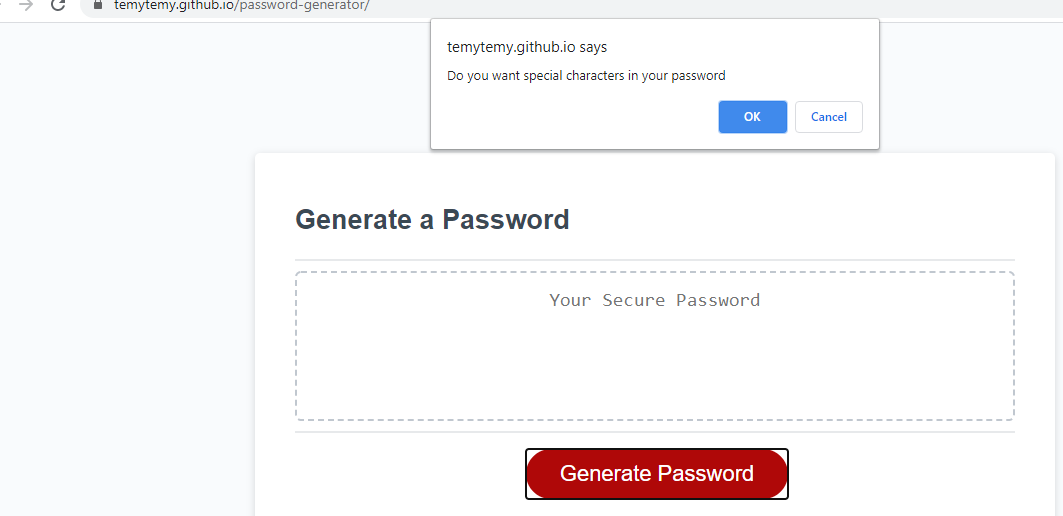 temytemy.github.io/password-generator/
temytemy.github.io says
Do you want special characters in your password
OK Cancel
Generate a Password
Your Secure Password
Generate Password